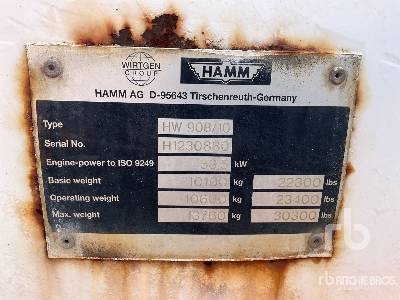 WIRTGEN
GROUP
HAMM
HAMM AG D-95643 Tirschenreuth-Germany
Type HW 908/10
Serial No. H1230880
Engine-power to ISO 9249 kW
Basic weight 10100 kg 22300 lbs
Operating weight 10600 kg 23400 lbs
Max. weight 13760 kg 30300 lbs
rb
RITCHIE BROS.